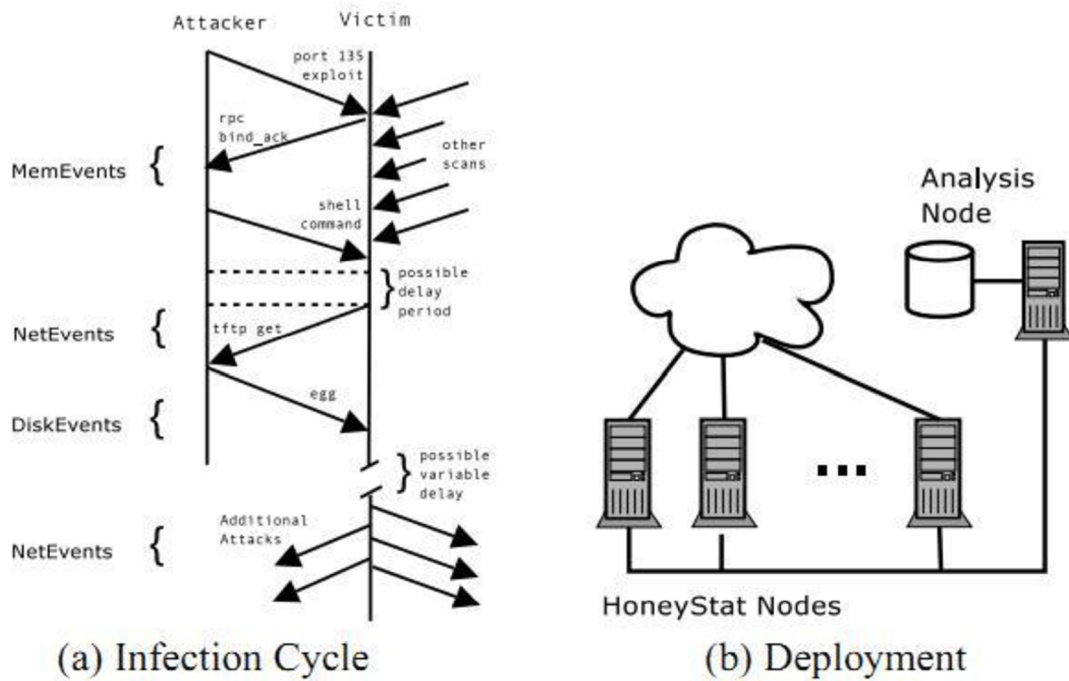 Attacker
Victim
port 135
exploit
rpc
bind_ack
other
scans
MemEvents {
shell
command
} possible
delay
period
NetEvents {
tftp get
egg
DiskEvents {
} possible
variable
delay
Additional
Attacks
NetEvents {
(a) Infection Cycle
Analysis
Node
...
HoneyStat Nodes
(b) Deployment